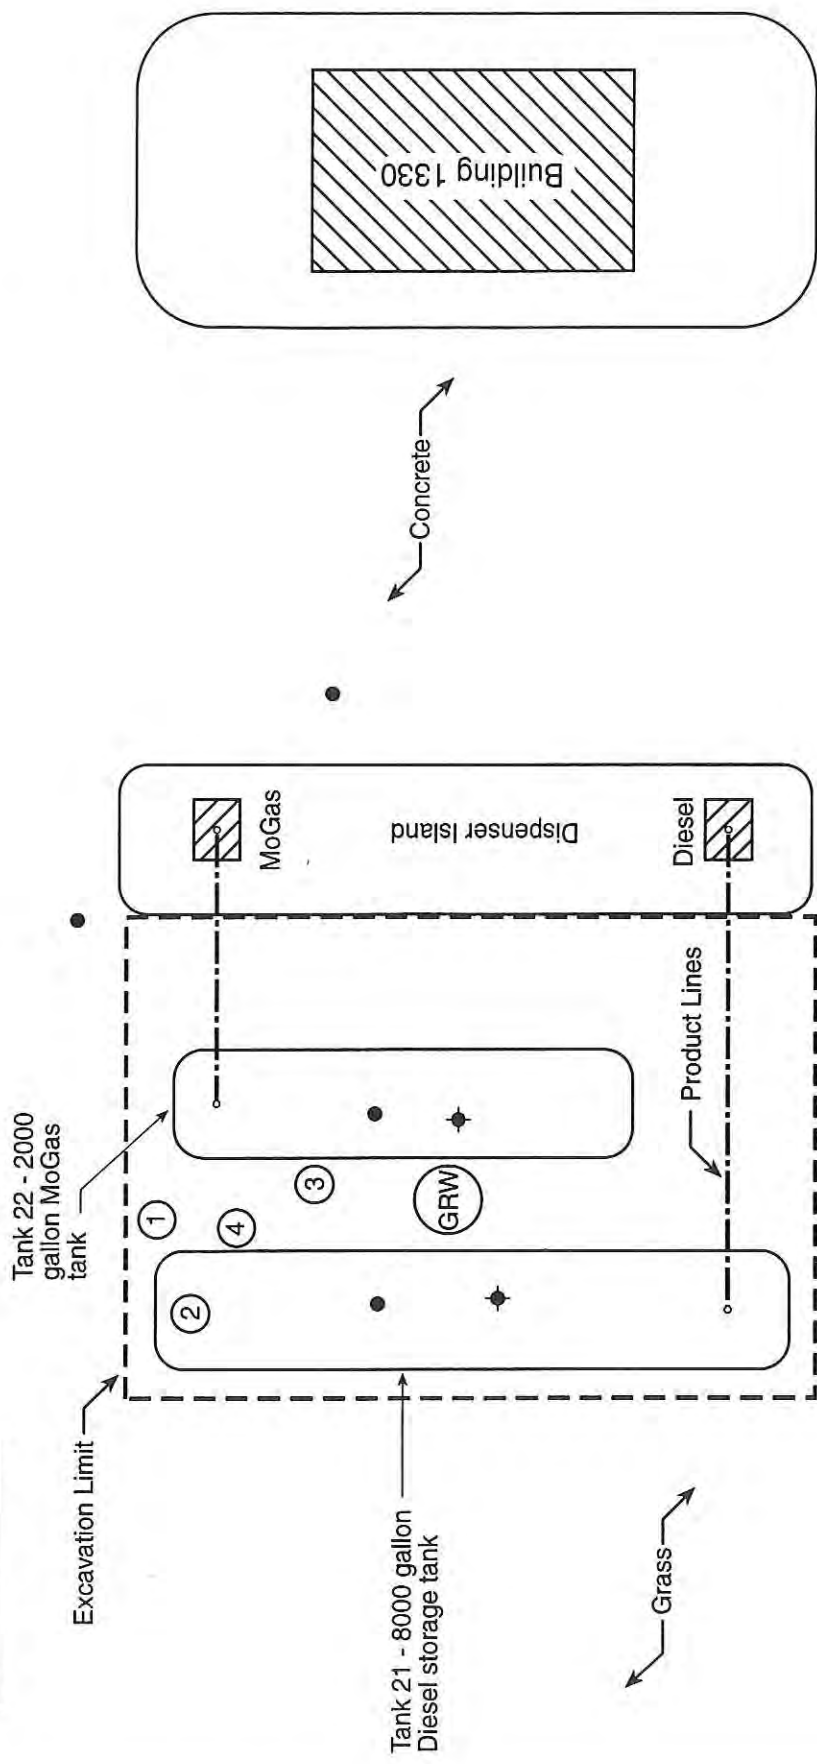 Building 1330
Concrete
MoGas
Dispenser Island
Diesel
Product Lines
Tank 22 - 2000
gallon MoGas
tank
1
2
3
4
GRW
Excavation Limit
Tank 21 - 8000 gallon
Diesel storage tank
Grass